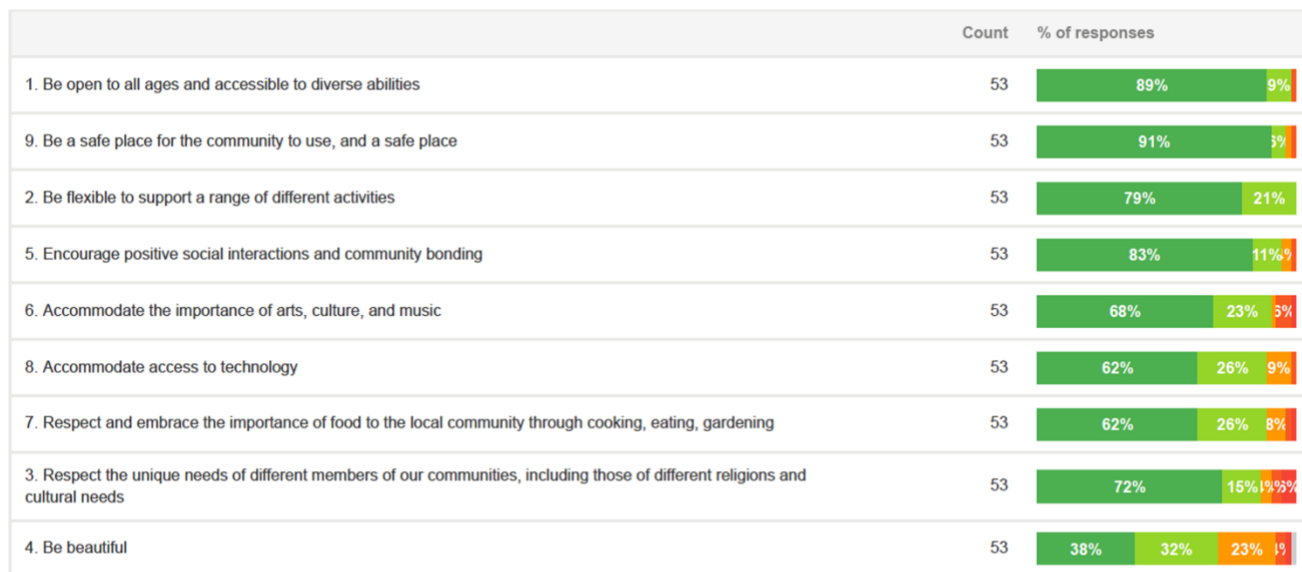 Count % of responses
1. Be open to all ages and accessible to diverse abilities 53 89% 9%
9. Be a safe place for the community to use, and a safe place 53 91% 6%
2. Be flexible to support a range of different activities 53 79% 21%
5. Encourage positive social interactions and community bonding 53 83% 11%
6. Accommodate the importance of arts, culture, and music 53 68% 23% 6%
8. Accommodate access to technology 53 62% 26% 9%
7. Respect and embrace the importance of food to the local community through cooking, eating, gardening 53 62% 26% 8%
3. Respect the unique needs of different members of our communities, including those of different religions and
cultural needs 53 72% 15%
4. Be beautiful 53 38% 32% 23%